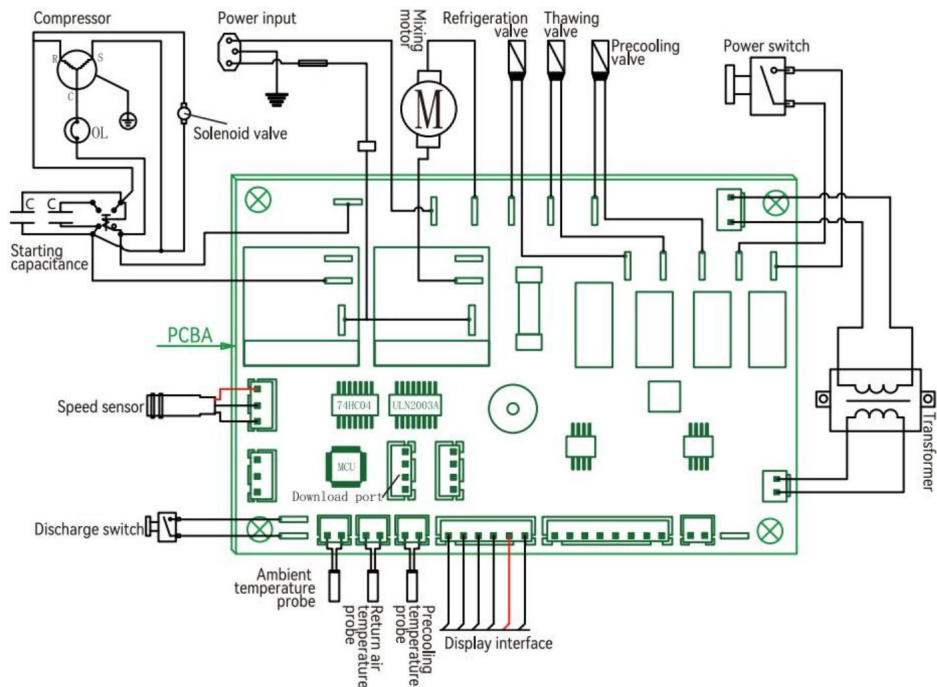 Compressor
Power input
Mixing
motor
Refrigeration
valve
Thawing
valve
Precooling
valve
Power switch
R
S
C
OL
M
Solenoid valve
C
C
Starting
capacitance
PCBA
Speed sensor
74HC04
ULN2003A
MCU
Download port
Transformer
Discharge switch
Ambient
temperature
probe
Return air
temperature
probe
Precooling
temperature
probe
Display interface